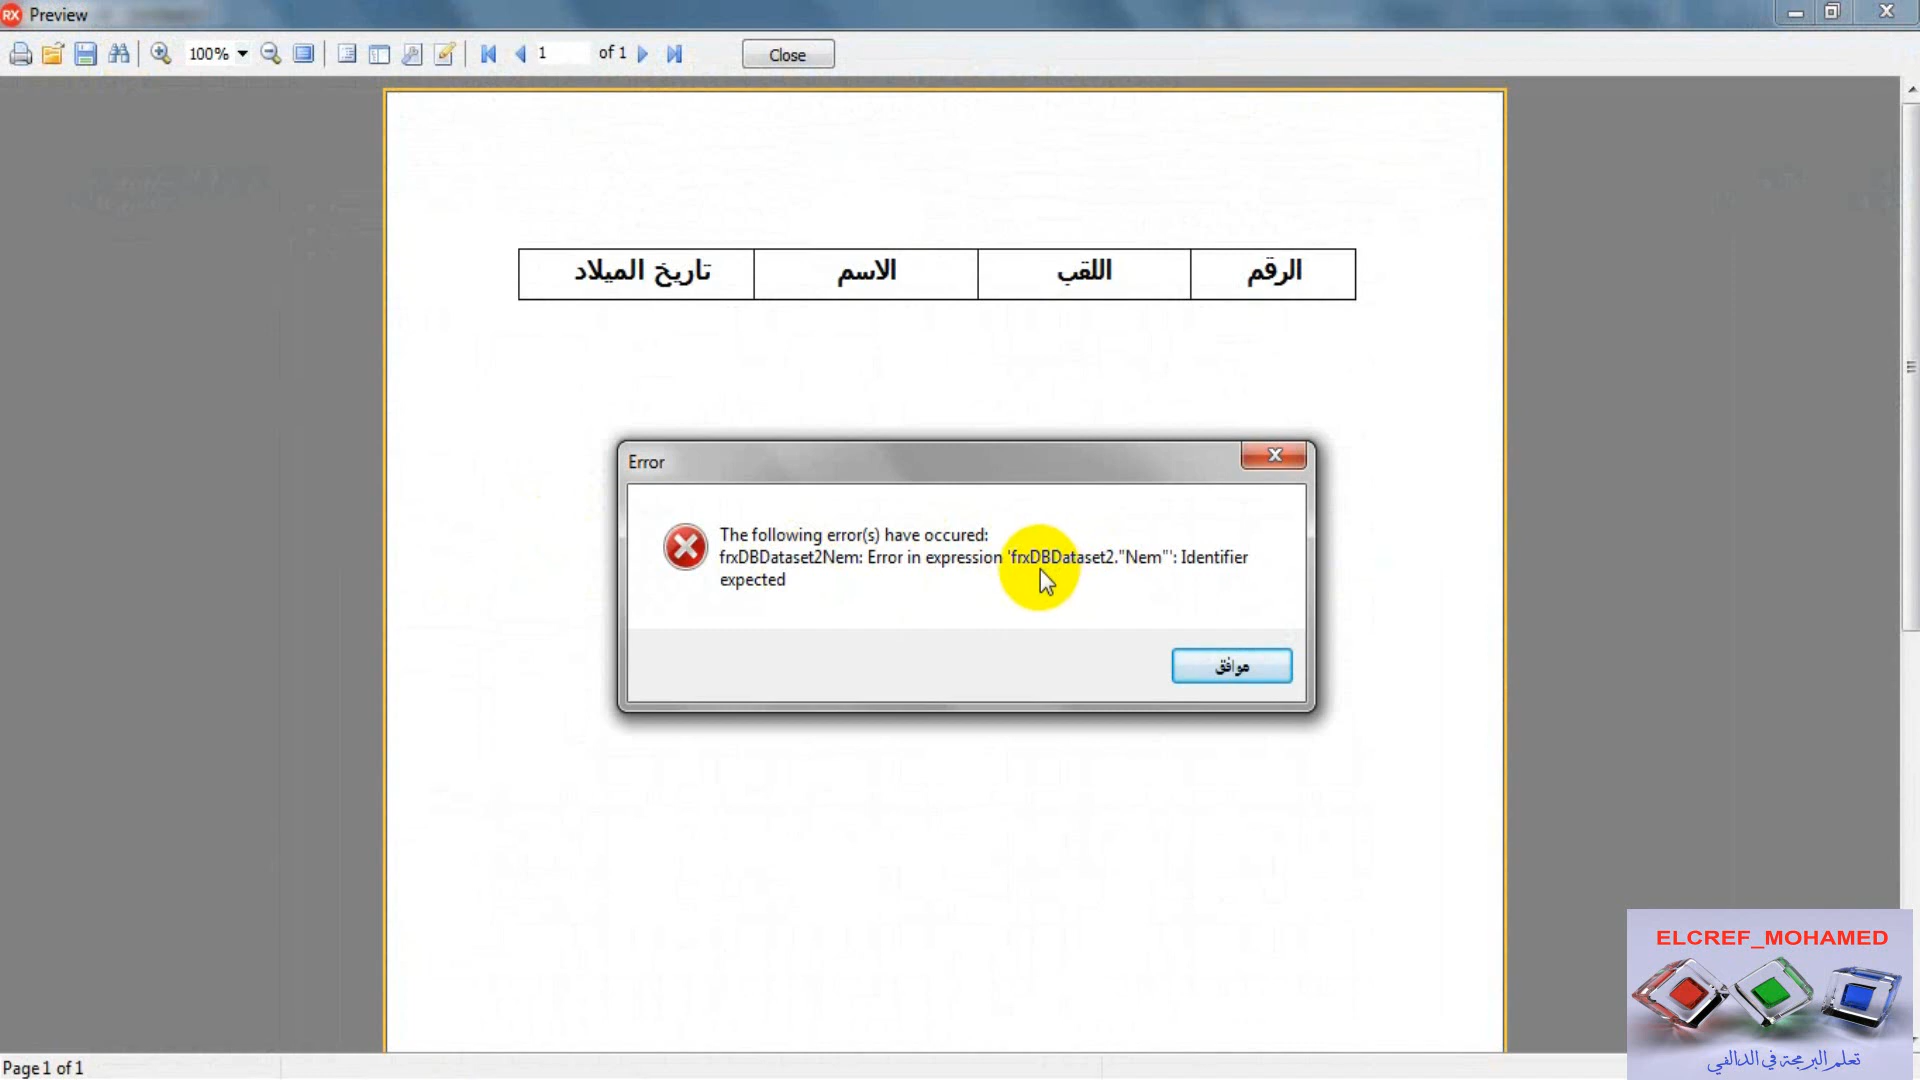 Preview
100%
1
of 1
Close
الرقم
اللقب
الاسم
تاريخ الميلاد
Error
The following error(s) have occured:
frxDBDataset2Nem: Error in expression 'frxDBDataset2."Nem"': Identifier
expected
موافق
ELCREF_MOHAMED
تعلم البرمجة في الدالفي
Page 1 of 1